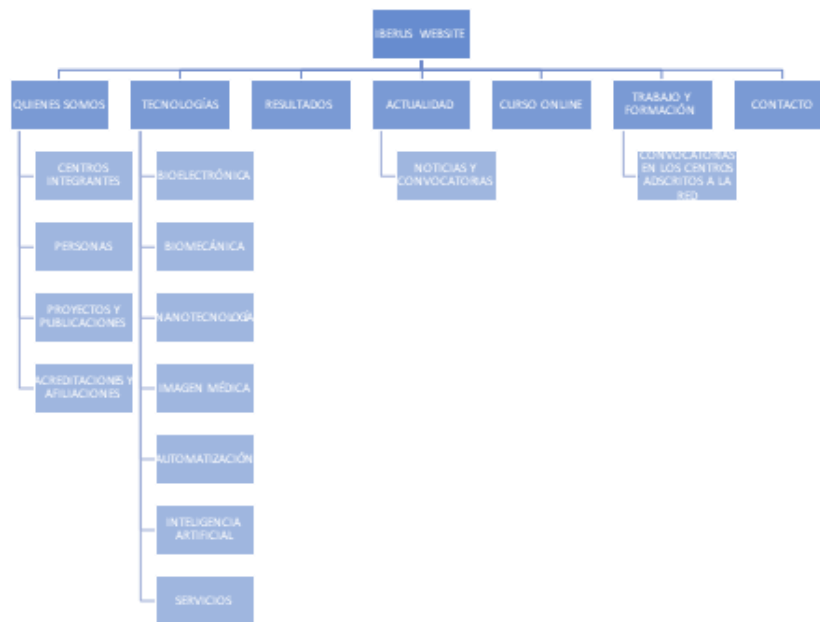 IBERUS WEBSITE
QUIENES SOMOS
TECNOLOGÍAS
RESULTADOS
ACTUALIDAD
CURSO ONLINE
TRABAJO Y
FORMACIÓN
CONTACTO
CENTROS
INTEGRANTES
PERSONAS
PROYECTOS Y
PUBLICACIONES
ACREDITACIONES Y
AFILIACIONES
BIOELECTRÓNICA
BIOMECÁNICA
NANOTECNOLOGÍA
IMAGEN MÉDICA
AUTOMATIZACIÓN
INTELIGENCIA
ARTIFICIAL
SERVICIOS
NOTICIAS Y
CONVOCATORIAS
CONVOCATORIAS
EN LOS CENTROS
ADSCRITOS A LA
RED